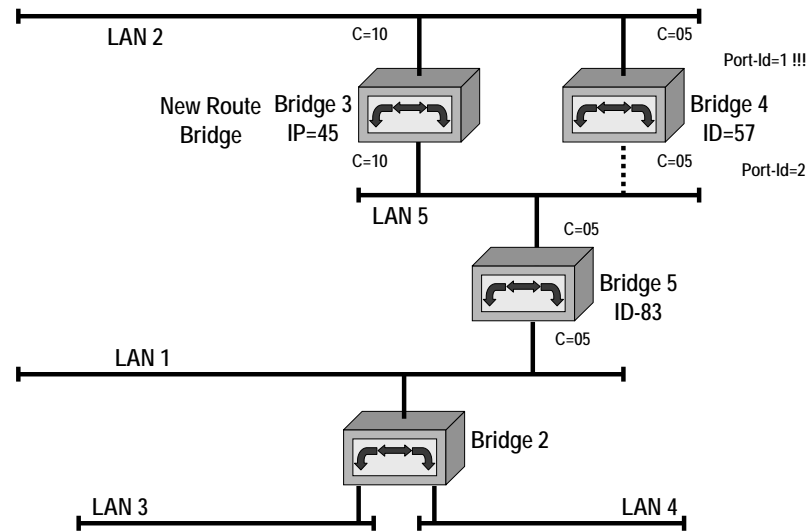 LAN 2
C=10
C=05
Port-Id=1 !!!
New Route
Bridge
Bridge 3
IP=45
Bridge 4
ID=57
C=10
C=05
Port-Id=2
LAN 5
C=05
Bridge 5
ID-83
C=05
LAN 1
Bridge 2
LAN 3
LAN 4